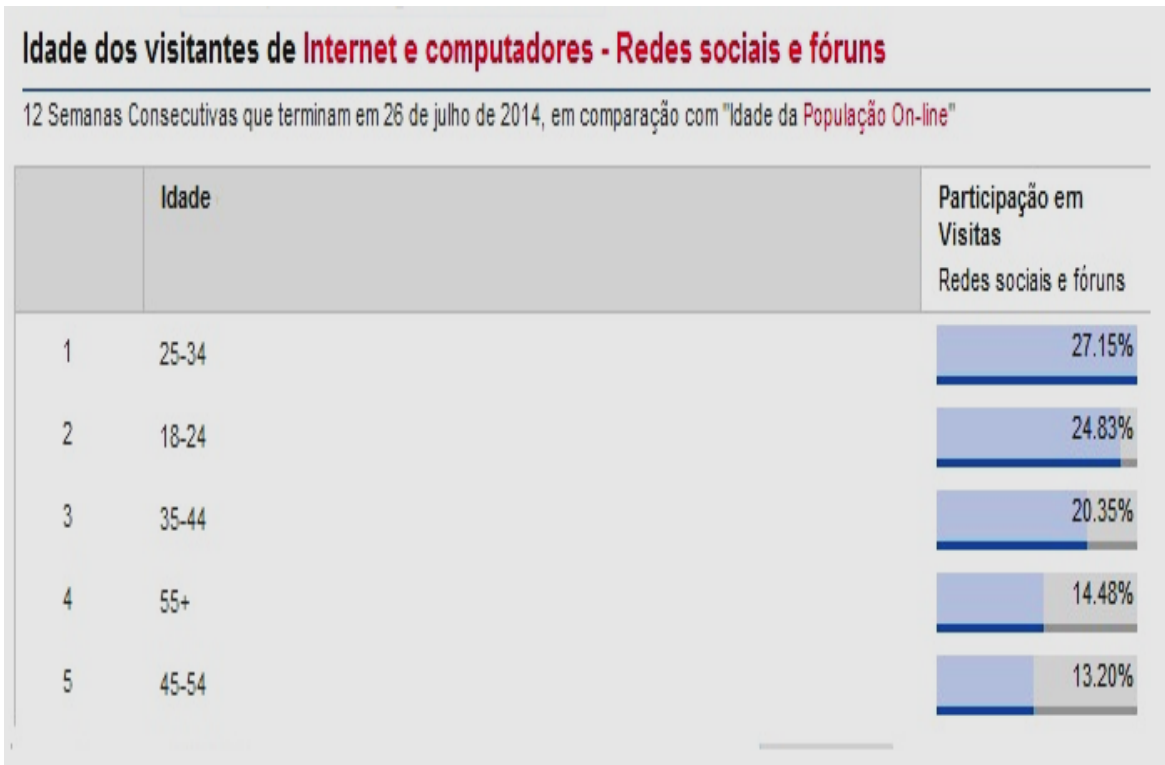 Idade dos visitantes de Internet e computadores - Redes sociais e fóruns
12 Semanas Consecutivas que terminam em 26 de julho de 2014, em comparação com "Idade da População On-line"
Idade
Participação em
Visitas
Redes sociais e fóruns
1 25-34 27.15%
2 18-24 24.83%
3 35-44 20.35%
4 55+ 14.48%
5 45-54 13.20%